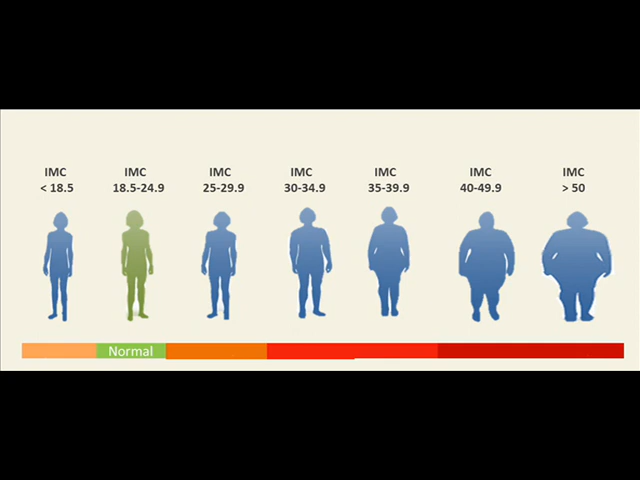 IMC
< 18.5
IMC
18.5-24.9
IMC
25-29.9
IMC
30-34.9
IMC
35-39.9
IMC
40-49.9
IMC
> 50
Normal